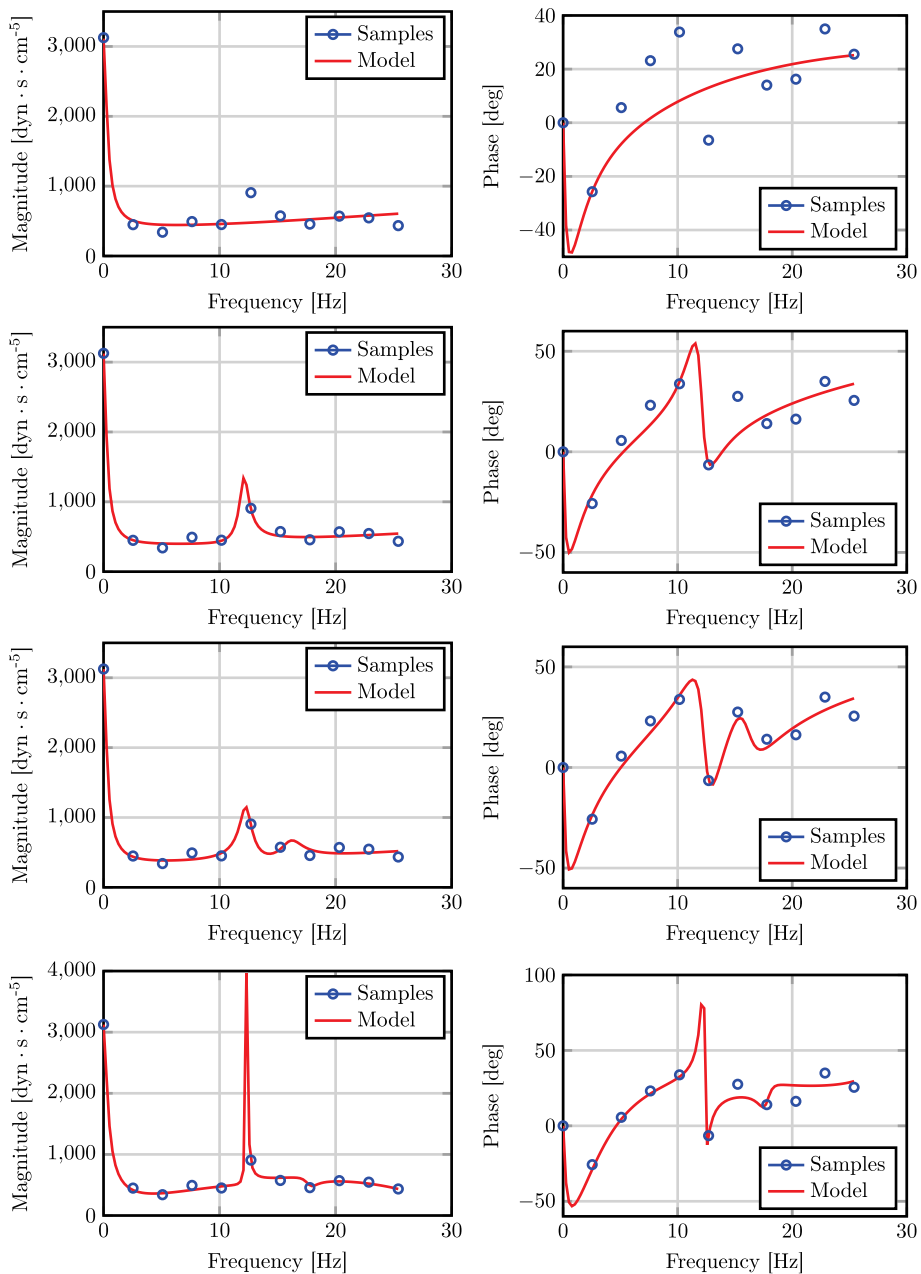 3,000
2,000
1,000
0
0
10
20
30
Magnitude [dyn · s · cm-5]
Frequency [Hz]
Samples
Model
40
20
0
−20
−40
0
10
20
30
Phase [deg]
Frequency [Hz]
Samples
Model
3,000
2,000
1,000
0
0
10
20
30
Magnitude [dyn · s · cm-5]
Frequency [Hz]
Samples
Model
50
0
−50
0
10
20
30
Phase [deg]
Frequency [Hz]
Samples
Model
3,000
2,000
1,000
0
0
10
20
30
Magnitude [dyn · s · cm-5]
Frequency [Hz]
Samples
Model
50
0
−50
0
10
20
30
Phase [deg]
Frequency [Hz]
Samples
Model
4,000
3,000
2,000
1,000
0
0
10
20
30
Magnitude [dyn · s · cm-5]
Frequency [Hz]
Samples
Model
100
50
0
−50
0
10
20
30
Phase [deg]
Frequency [Hz]
Samples
Model